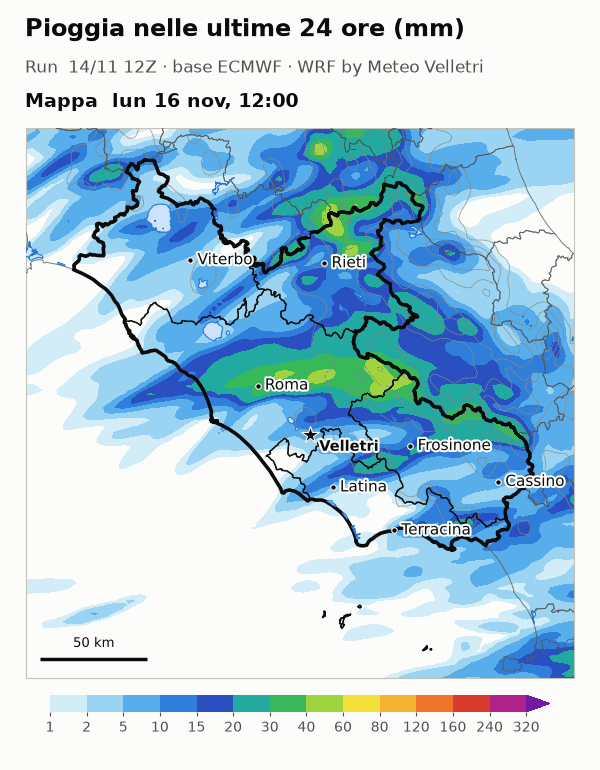 Pioggia nelle ultime 24 ore (mm)
Run  14/11 12Z · base ECMWF · WRF by Meteo Velletri
Mappa  lun 16 nov, 12:00
Viterbo
Rieti
Roma
Velletri
Frosinone
Cassino
Latina
Terracina
50 km
1 2 5 10 15 20 30 40 60 80 120 160 240 320